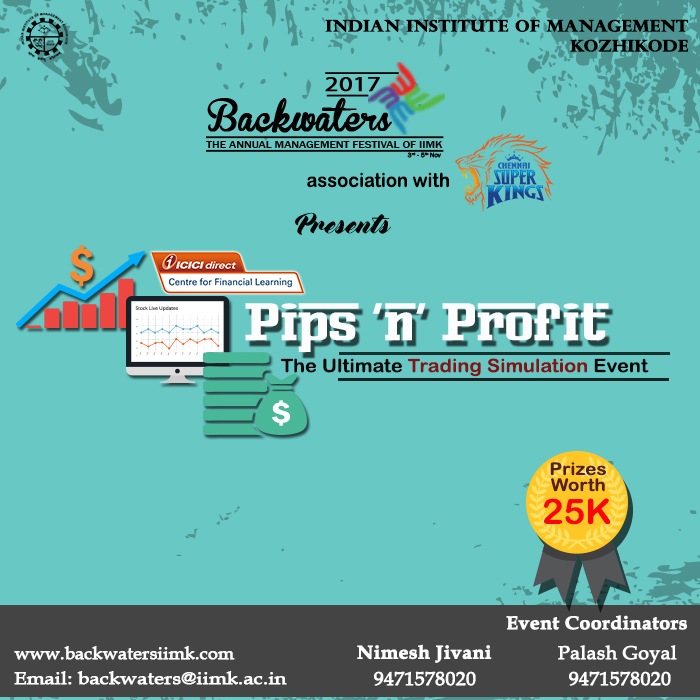 INDIAN INSTITUTE OF MANAGEMENT
KOZHIKODE
2017
Backwaters
THE ANNUAL MANAGEMENT FESTIVAL OF IIMK
3rd - 5th Nov
association with
CHENNAI
SUPER
KINGS
Presents
ICICI direct
Centre for Financial Learning
Stock Live Updates
Pips 'n' Profit
The Ultimate Trading Simulation Event
Prizes
Worth
25K
Event Coordinators
www.backwatersiimk.com
Nimesh Jivani
Palash Goyal
Email: backwaters@iimk.ac.in
9471578020
9471578020